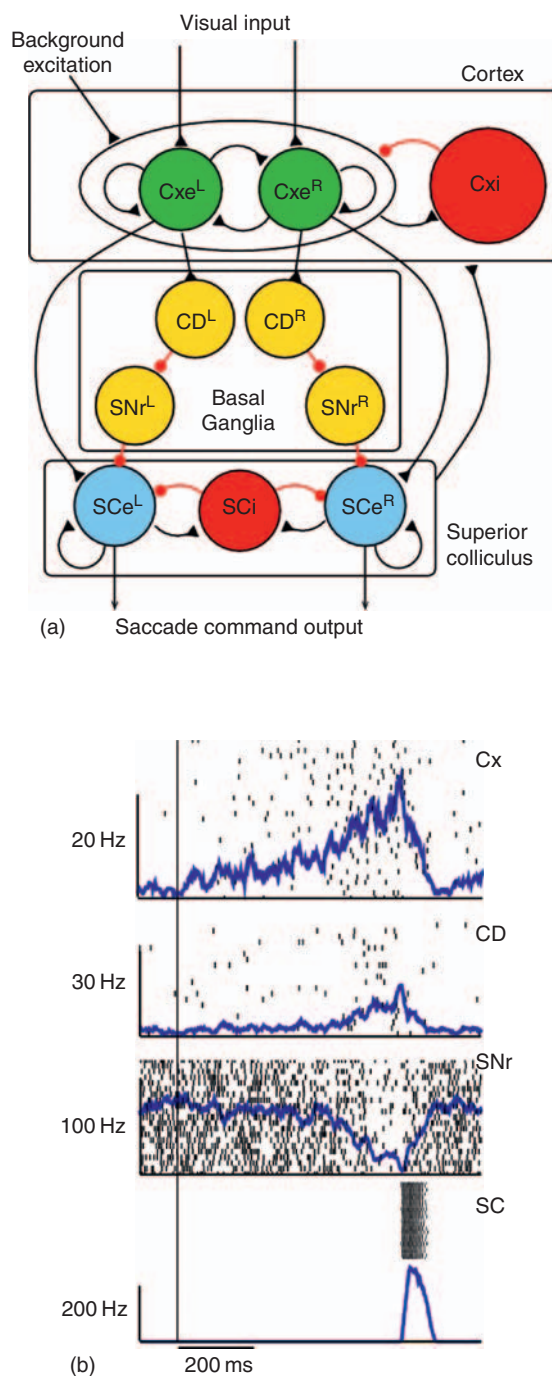 Visual input
Background
excitation
Cortex
Cxe^L
Cxe^R
Cxi
CD^L
CD^R
SNr^L
SNr^R
Basal
Ganglia
SCe^L
SCi
SCe^R
Superior
colliculus
(a) Saccade command output
Cx
20 Hz
CD
30 Hz
SNr
100 Hz
SC
200 Hz
(b) 200 ms